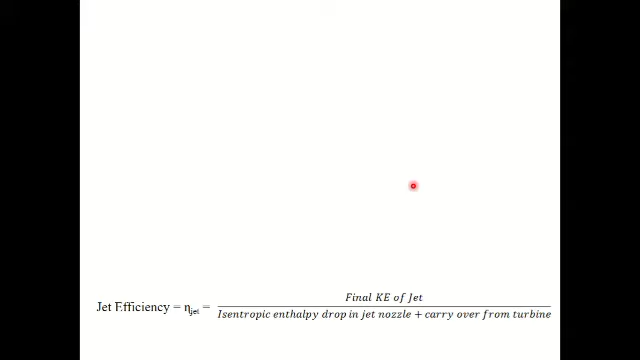 Jet Efficiency = ηjet = Final KE of Jet / Isentropic enthalpy drop in jet nozzle + carry over from turbine